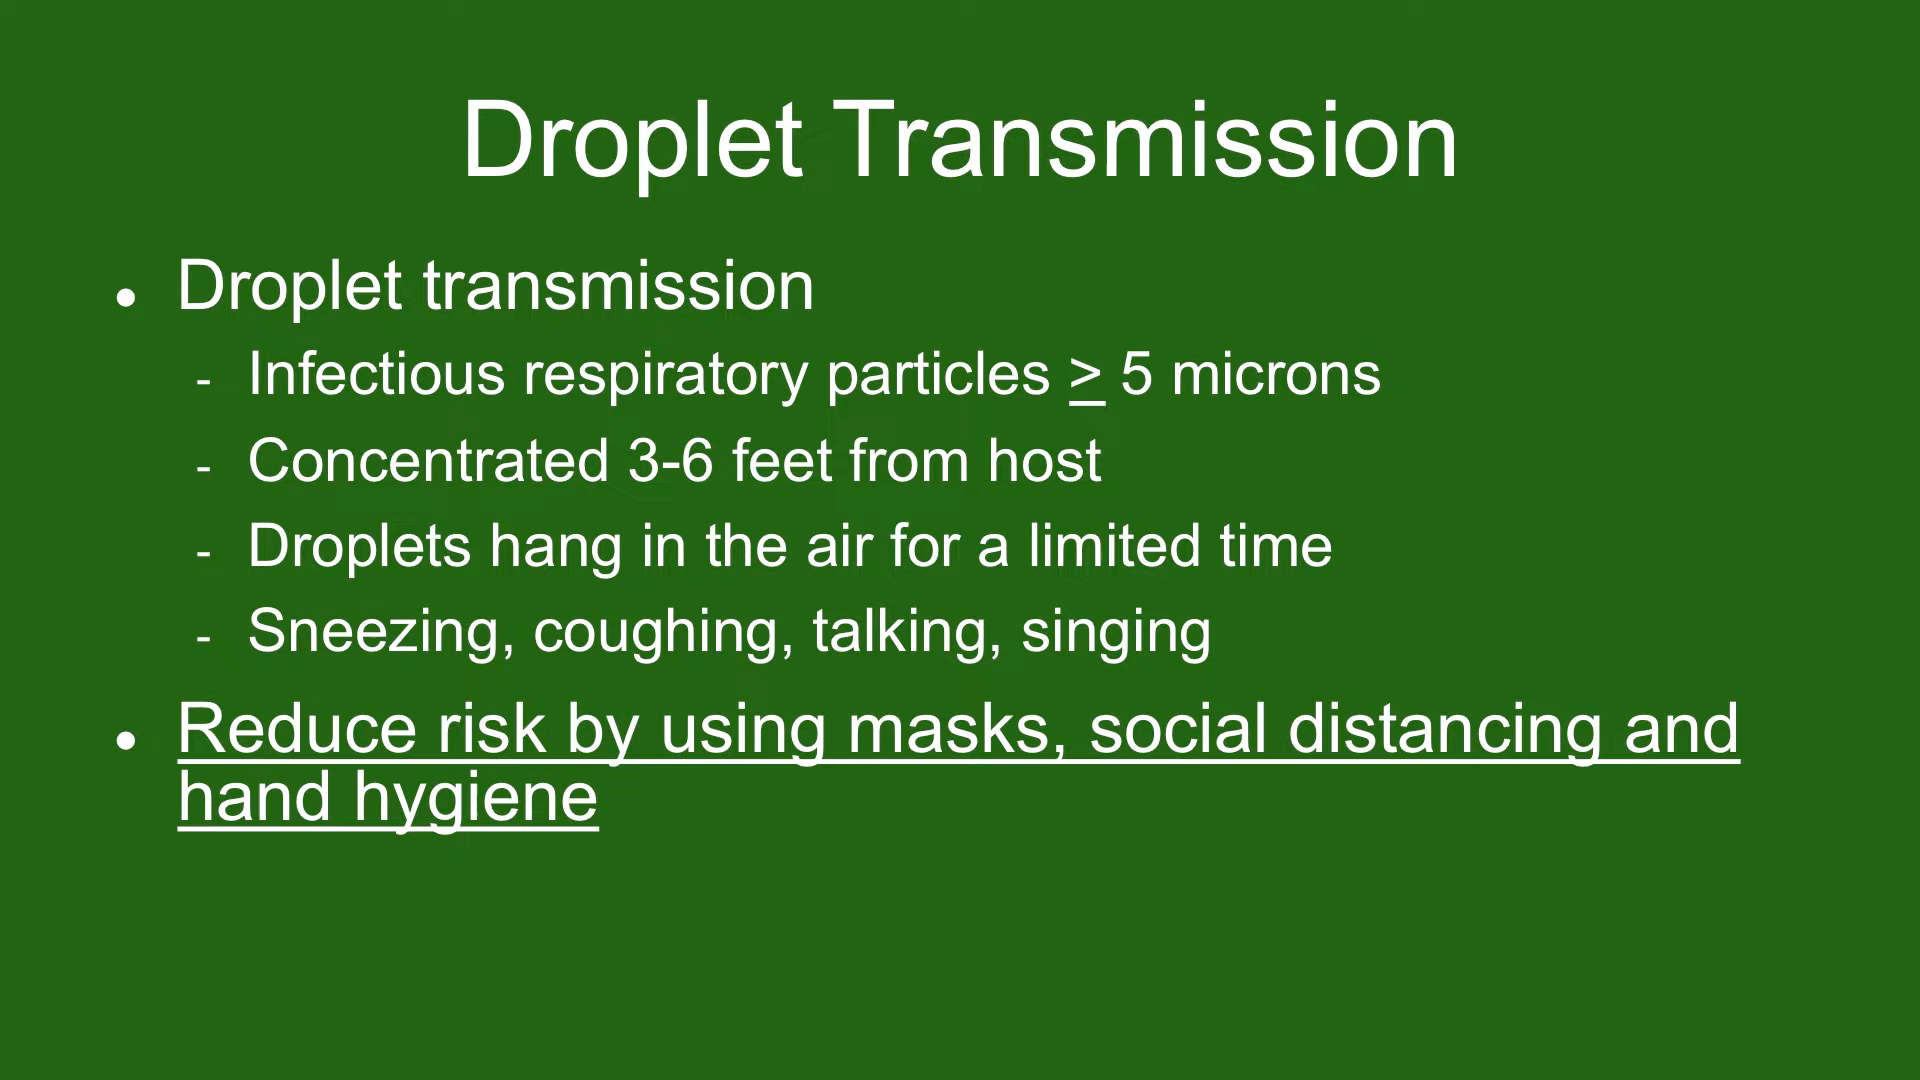 Droplet Transmission
• Droplet transmission
- Infectious respiratory particles ≥ 5 microns
- Concentrated 3-6 feet from host
- Droplets hang in the air for a limited time
- Sneezing, coughing, talking, singing
• Reduce risk by using masks, social distancing and
hand hygiene